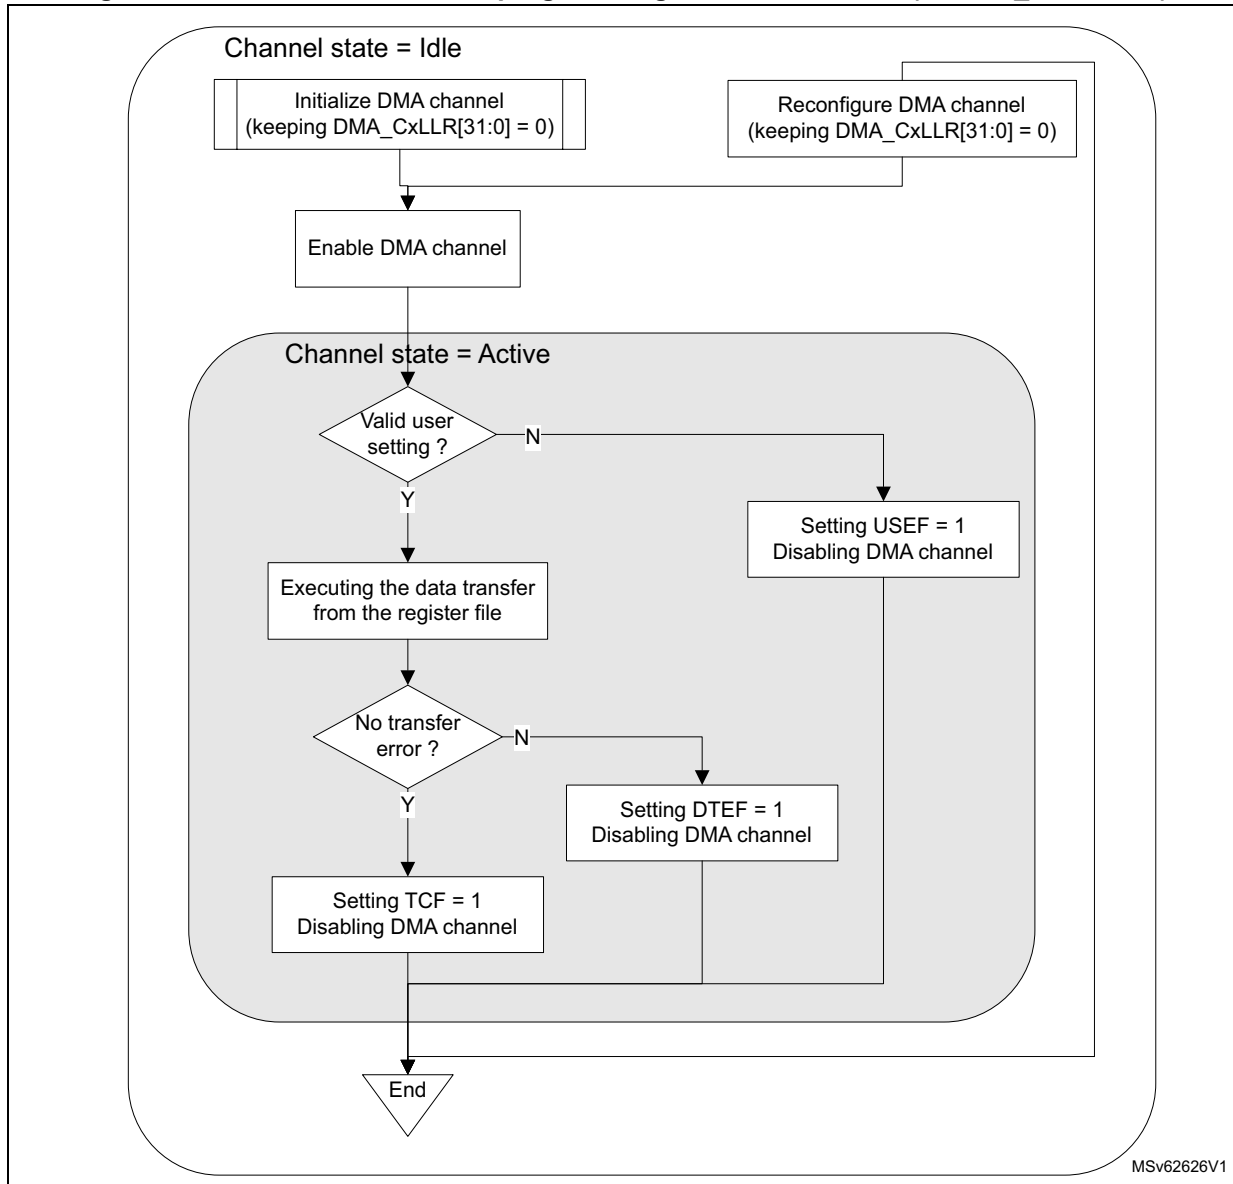 Channel state = Idle
Initialize DMA channel
(keeping DMA_CxLLR[31:0] = 0)
Reconfigure DMA channel
(keeping DMA_CxLLR[31:0] = 0)
Enable DMA channel
Channel state = Active
Valid user
setting ?
N
Y
Setting USEF = 1
Disabling DMA channel
Executing the data transfer
from the register file
No transfer
error ?
N
Y
Setting DTEF = 1
Disabling DMA channel
Setting TCF = 1
Disabling DMA channel
End
MSv62626V1